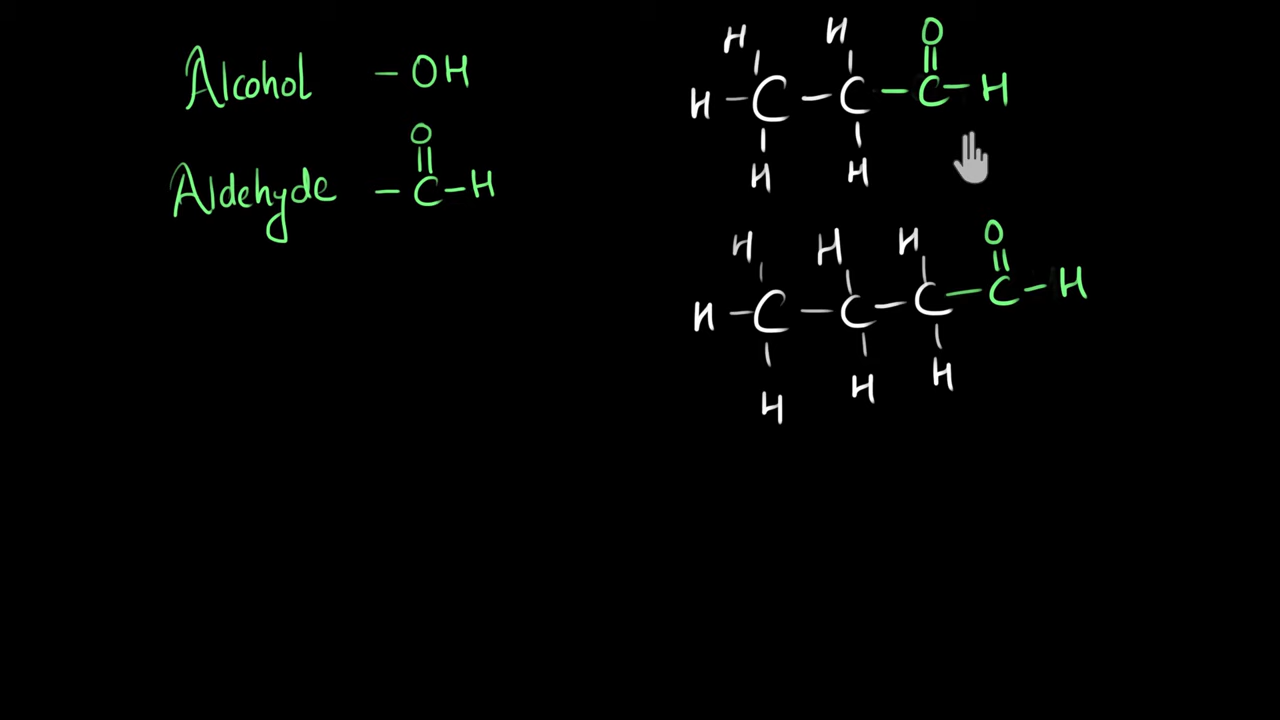 Alcohol – OH
O
Aldehyde – C – H
H H O
H – C – C – C – H
H H
H H H O
H – C – C – C – C – H
H H H